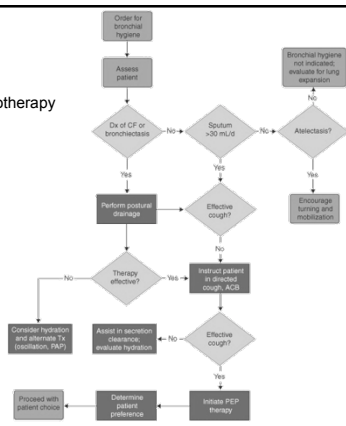 Order for
bronchial
hygiene
Assess
patient
otherapy
Bronchial hygiene
not indicated;
evaluate for lung
expansion
No
Dx of CF or
bronchiectasis
No
Sputum
>30 mL/d
No
Atelectasis?
Yes
Yes
Yes
Perform postural
drainage
Effective
cough?
Encourage
turning and
mobilization
No
No
Therapy
effective?
Yes
Instruct patient
in directed
cough, ACB
Consider hydration
and alternate Tx
(oscillation, PAP)
Assist in secretion
clearance;
evaluate hydration
No
Effective
cough?
Yes
Proceed with
patient choice
Determine
patient
preference
Initiate PEP
therapy